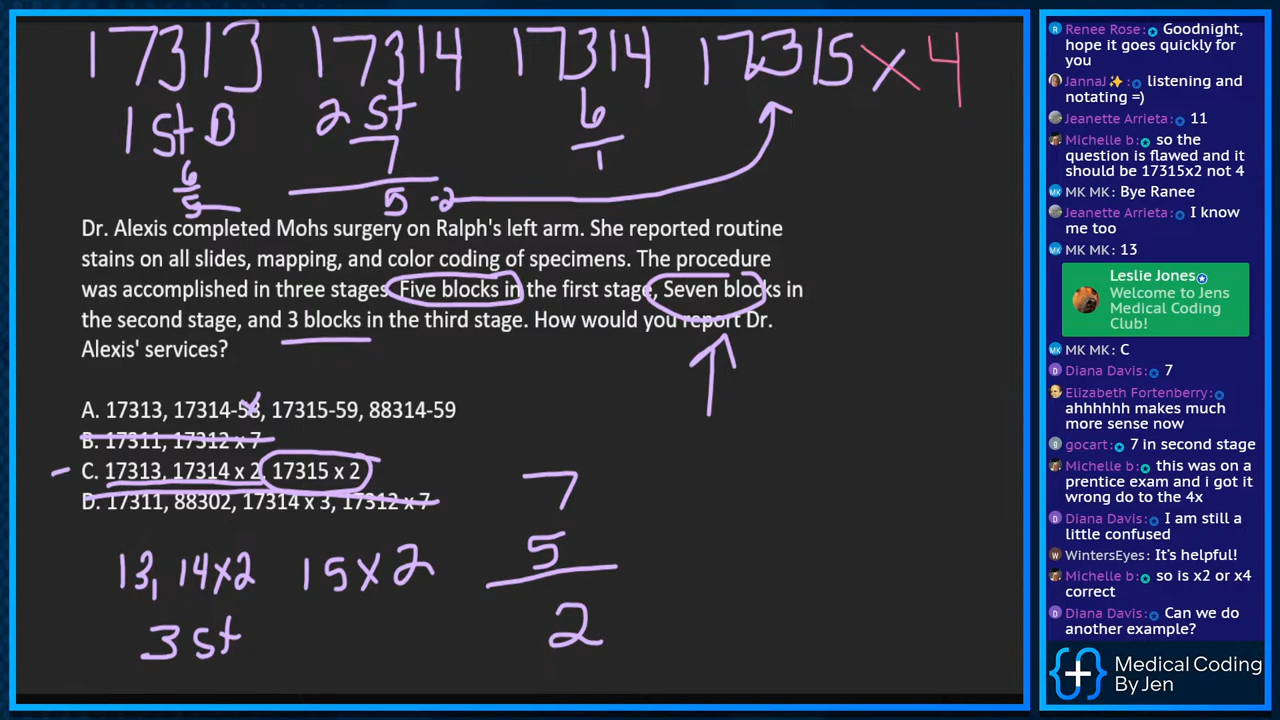 17313 17314 17314 17315 x 4
1 St B 2 St 6
7 1
6
5 5 -2
Dr. Alexis completed Mohs surgery on Ralph's left arm. She reported routine
stains on all slides, mapping, and color coding of specimens. The procedure
was accomplished in three stages. Five blocks in the first stage, Seven blocks in
the second stage, and 3 blocks in the third stage. How would you report Dr.
Alexis' services?
A. 17313, 17314-58, 17315-59, 88314-59
B. 17311, 17312 x 7
C. 17313, 17314 x 2, 17315 x 2
D. 17311, 88302, 17314 x 3, 17312 x 7
7
5
2
13, 14x2 15x2
3 St
Renee Rose: Goodnight,
hope it goes quickly for
you
JannaJ✨: listening and
notating =)
Jeanette Arrieta: 11
Michelle b: so the
question is flawed and it
should be 17315x2 not 4
MK MK: Bye Ranee
Jeanette Arrieta: I know
me too
MK MK: 13
Leslie Jones
Welcome to Jens
Medical Coding
Club!
MK MK: C
Diana Davis: 7
Elizabeth Fortenberry:
ahhhhhh makes much
more sense now
gocart: 7 in second stage
Michelle b: this was on a
prentice exam and i got it
wrong do to the 4x
Diana Davis: I am still a
little confused
WintersEyes: It's helpful!
Michelle b: so is x2 or x4
correct
Diana Davis: Can we do
another example?
Medical Coding
By Jen